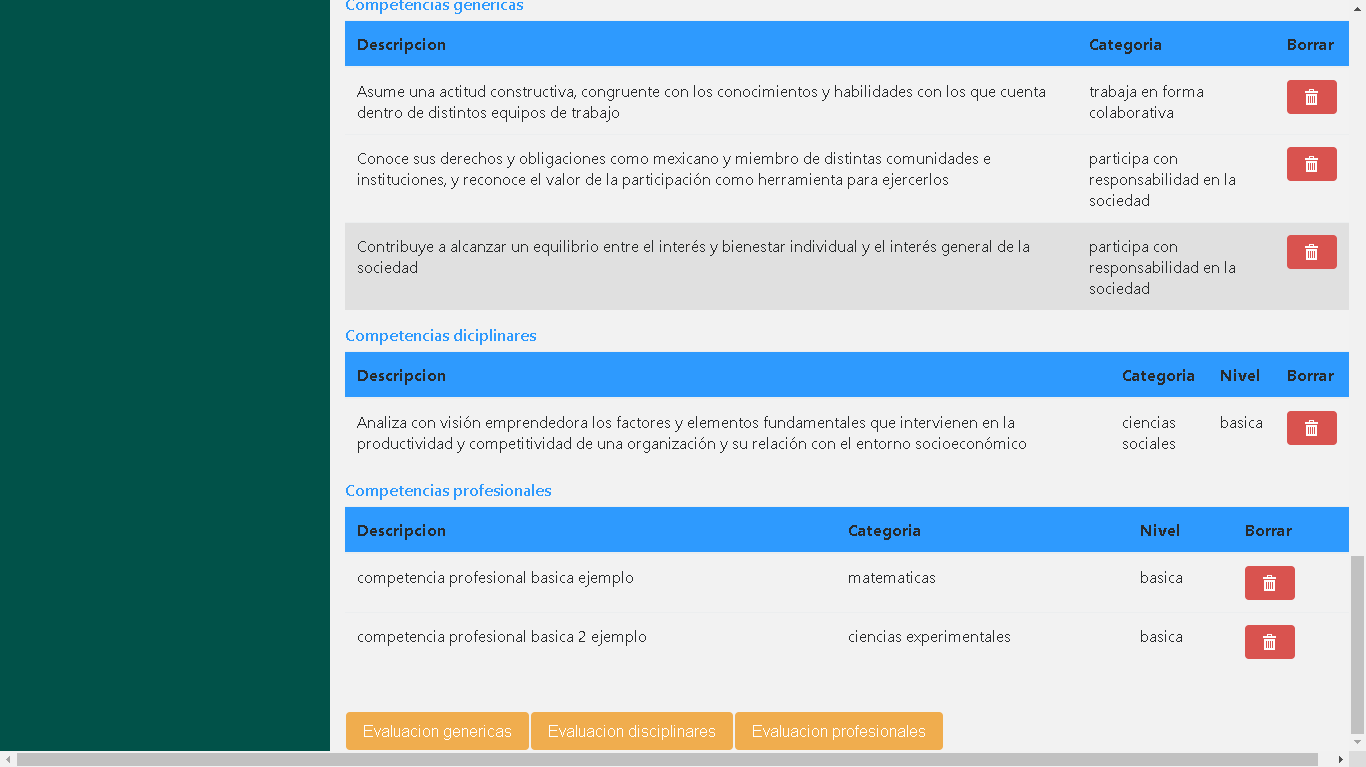 Competencias genericas
Descripcion Categoria Borrar
Asume una actitud constructiva, congruente con los conocimientos y habilidades con los que cuenta
dentro de distintos equipos de trabajo
trabaja en forma
colaborativa
Conoce sus derechos y obligaciones como mexicano y miembro de distintas comunidades e
instituciones, y reconoce el valor de la participación como herramienta para ejercerlos
participa con
responsabilidad en la
sociedad
Contribuye a alcanzar un equilibrio entre el interés y bienestar individual y el interés general de la
sociedad
participa con
responsabilidad en la
sociedad
Competencias diciplinares
Descripcion Categoria Nivel Borrar
Analiza con visión emprendedora los factores y elementos fundamentales que intervienen en la
productividad y competitividad de una organización y su relación con el entorno socioeconómico
ciencias
sociales
basica
Competencias profesionales
Descripcion Categoria Nivel Borrar
competencia profesional basica ejemplo matematicas basica
competencia profesional basica 2 ejemplo ciencias experimentales basica
Evaluacion genericas Evaluacion disciplinares Evaluacion profesionales